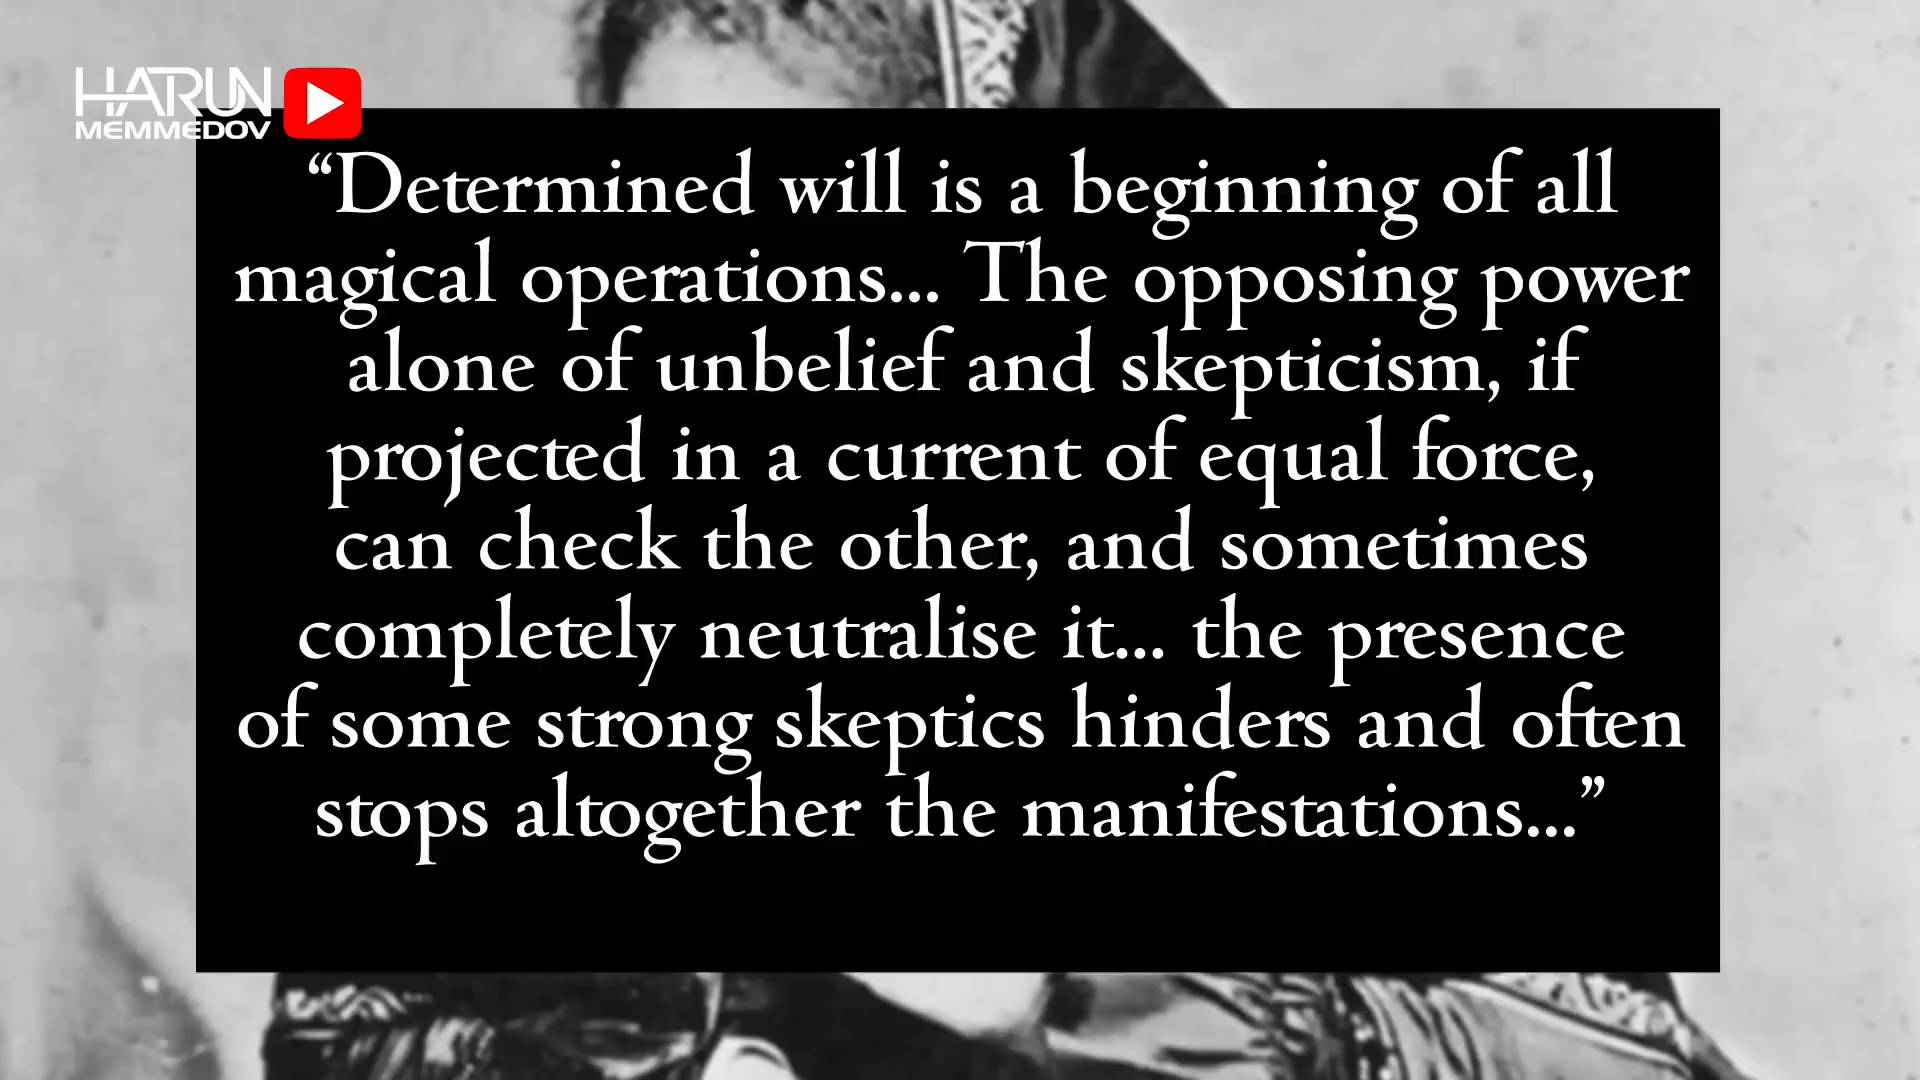 HARUN
MEMMEDOV
“Determined will is a beginning of all
magical operations... The opposing power
alone of unbelief and skepticism, if
projected in a current of equal force,
can check the other, and sometimes
completely neutralise it... the presence
of some strong skeptics hinders and often
stops altogether the manifestations...”